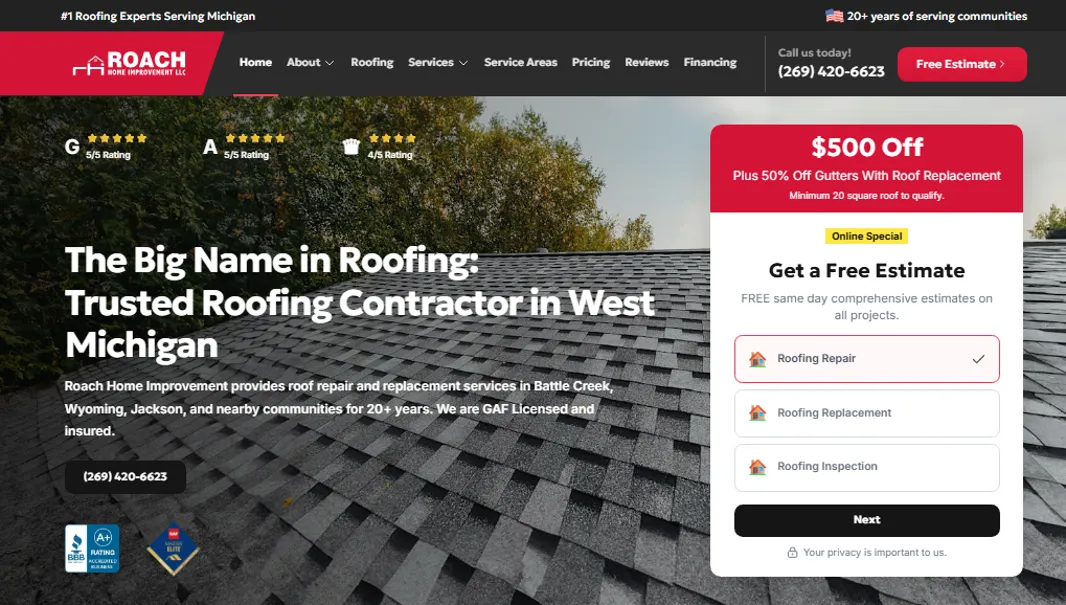 #1 Roofing Experts Serving Michigan
20+ years of serving communities
ROACH
HOME IMPROVEMENT LLC
Home
About
Roofing
Services
Service Areas
Pricing
Reviews
Financing
Call us today!
(269) 420-6623
Free Estimate
G
5/5 Rating
A
5/5 Rating
4/5 Rating
The Big Name in Roofing:
Trusted Roofing Contractor in West
Michigan
Roach Home Improvement provides roof repair and replacement services in Battle Creek,
Wyoming, Jackson, and nearby communities for 20+ years. We are GAF Licensed and
insured.
(269) 420-6623
BBB
A+
RATING
ACCREDITED
BUSINESS
GAF
ELITE
$500 Off
Plus 50% Off Gutters With Roof Replacement
Minimum 20 square roof to qualify.
Online Special
Get a Free Estimate
FREE same day comprehensive estimates on
all projects.
Roofing Repair
Roofing Replacement
Roofing Inspection
Next
Your privacy is important to us.